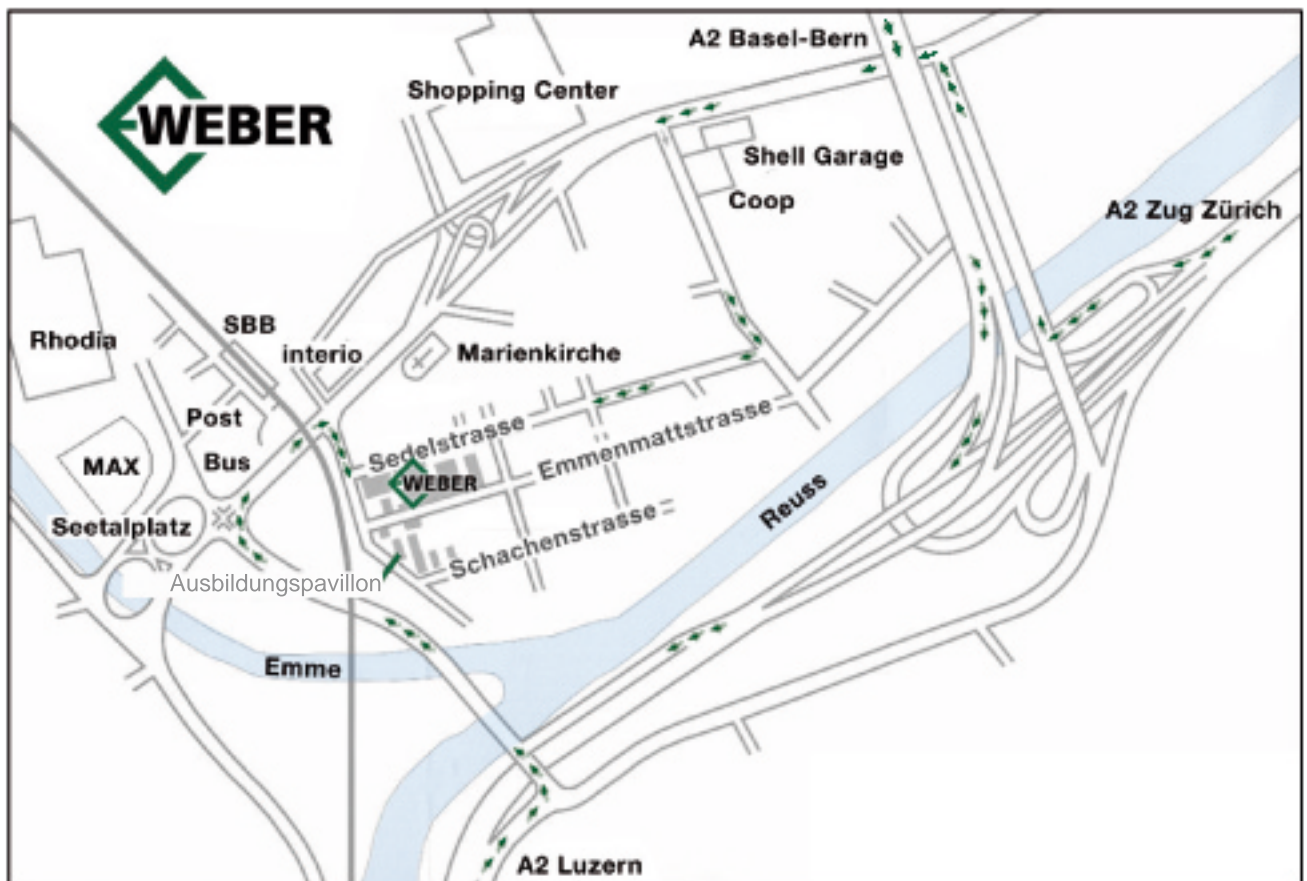 A2 Basel-Bern
Shopping Center
WEBER
Shell Garage
Coop
A2 Zug Zürich
SBB
Rhodia
interio
Marienkirche
Post
Sedelstrasse
Emmenmattstrasse
MAX
Bus
WEBER
Reuss
Seetalplatz
Schachenstrasse
Ausbildungspavillon
Emme
A2 Luzern